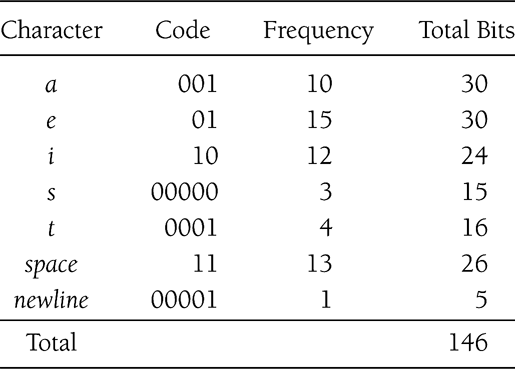 Character Code Frequency Total Bits
a 001 10 30
e 01 15 30
i 10 12 24
s 00000 3 15
t 0001 4 16
space 11 13 26
newline 00001 1 5
Total 146